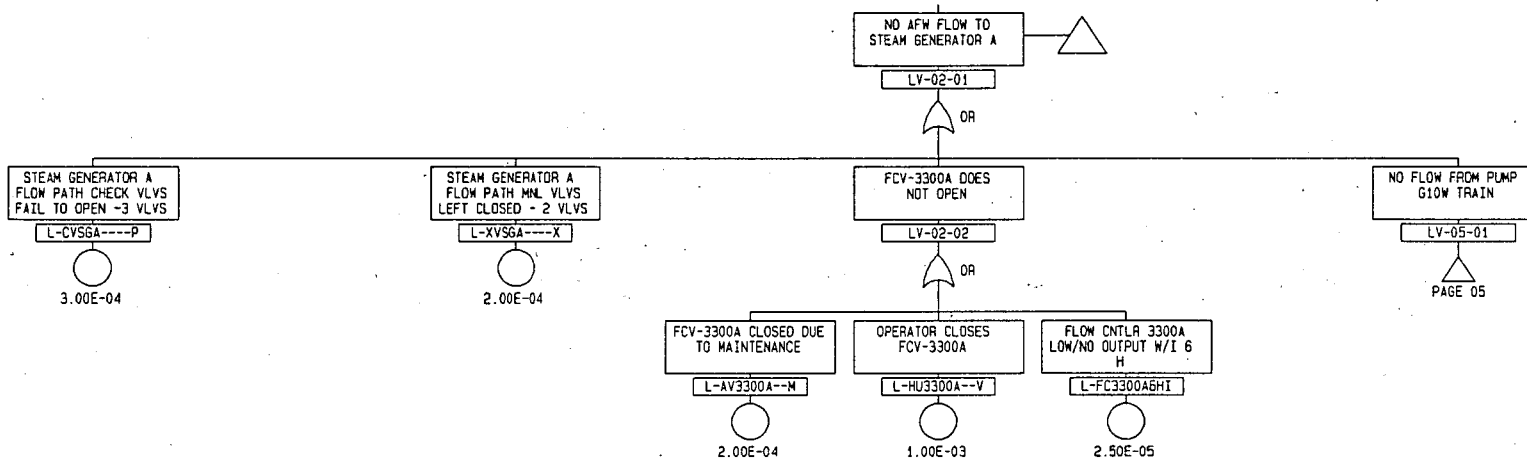 NO AFW FLOW TO
STEAM GENERATOR A
LV-02-01
OR
STEAM GENERATOR A
FLOW PATH CHECK VLVS
FAIL TO OPEN -3 VLVS
L-CVSGA----P
3.00E-04
STEAM GENERATOR A
FLOW PATH MNL VLVS
LEFT CLOSED - 2 VLVS
L-XVSGA----X
2.00E-04
FCV-3300A DOES
NOT OPEN
LV-02-02
OR
NO FLOW FROM PUMP
G10W TRAIN
LV-05-01
PAGE 05
FCV-3300A CLOSED DUE
TO MAINTENANCE
L-AV3300A--M
2.00E-04
OPERATOR CLOSES
FCV-3300A
L-HU3300A--V
1.00E-03
FLOW CNTLR 3300A
LOW/NO OUTPUT W/I 6
H
L-FC3300A6HI
2.50E-05